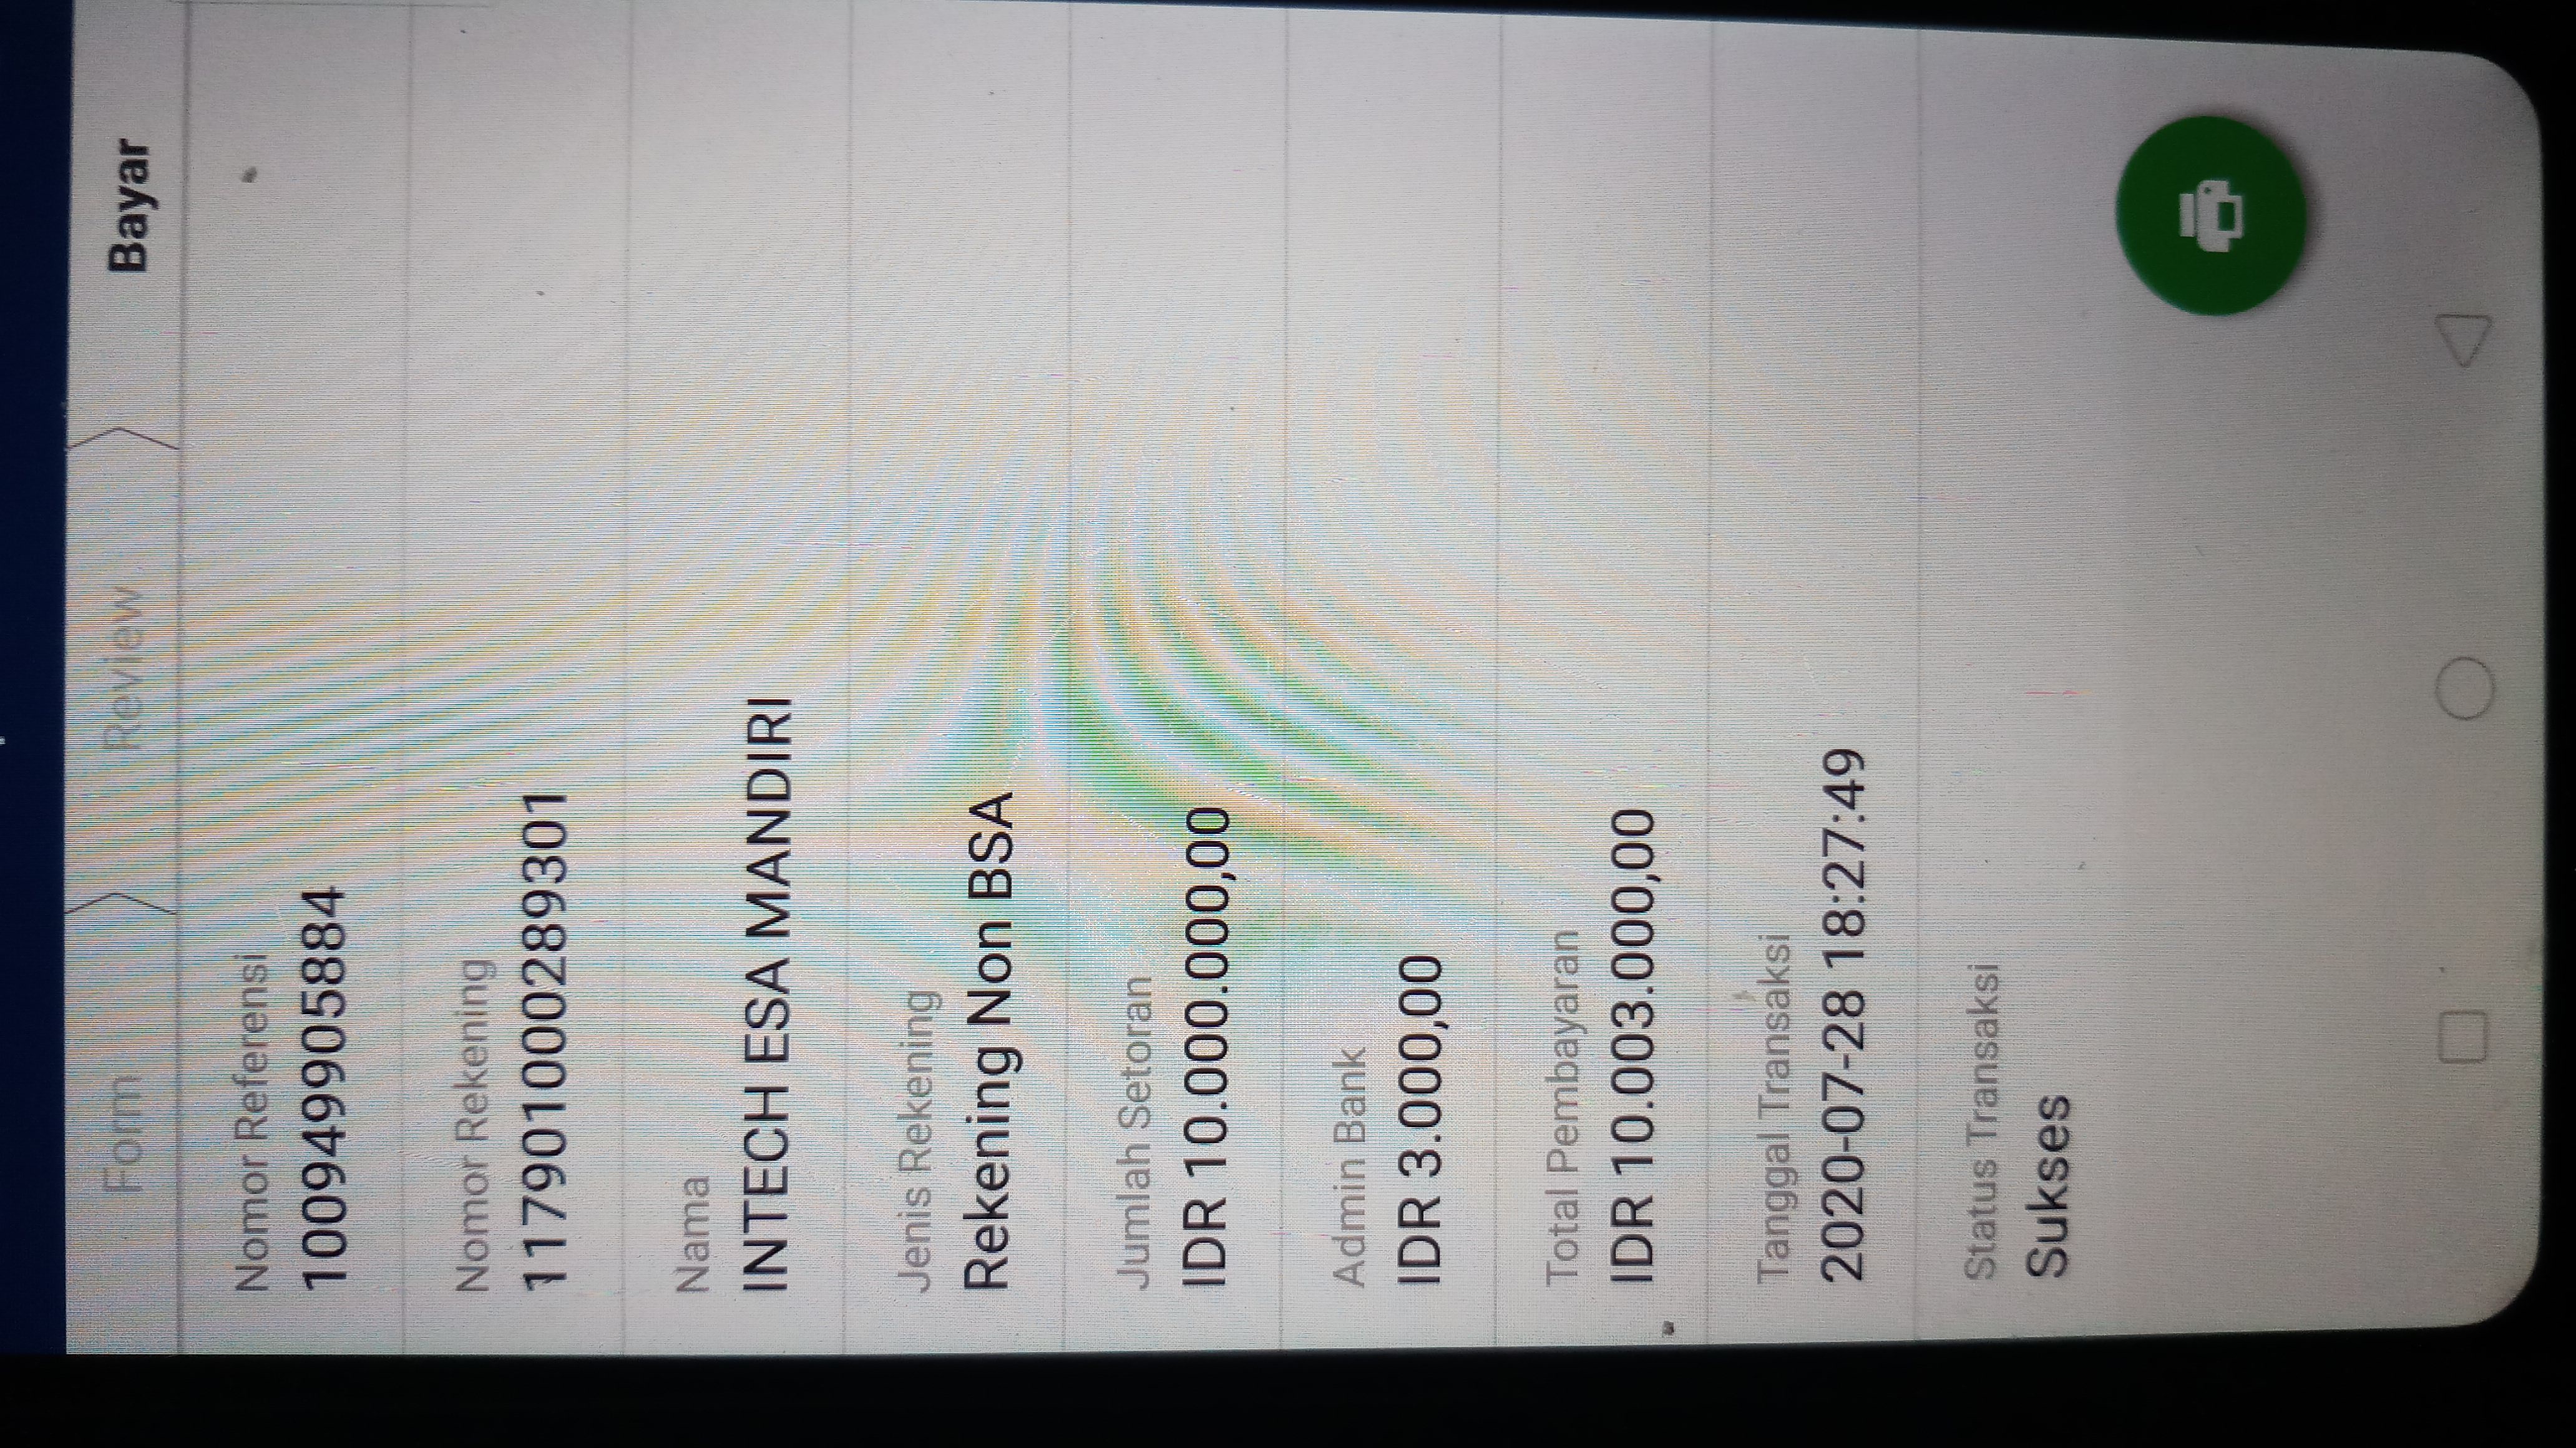 Form
Review
Bayar
Nomor Referensi
100949905884
Nomor Rekening
117901000289301
Nama
INTECH ESA MANDIRI
Jenis Rekening
Rekening Non BSA
Jumlah Setoran
IDR 10.000.000,00
Admin Bank
IDR 3.000,00
Total Pembayaran
IDR 10.003.000,00
Tanggal Transaksi
2020-07-28 18:27:49
Status Transaksi
Sukses